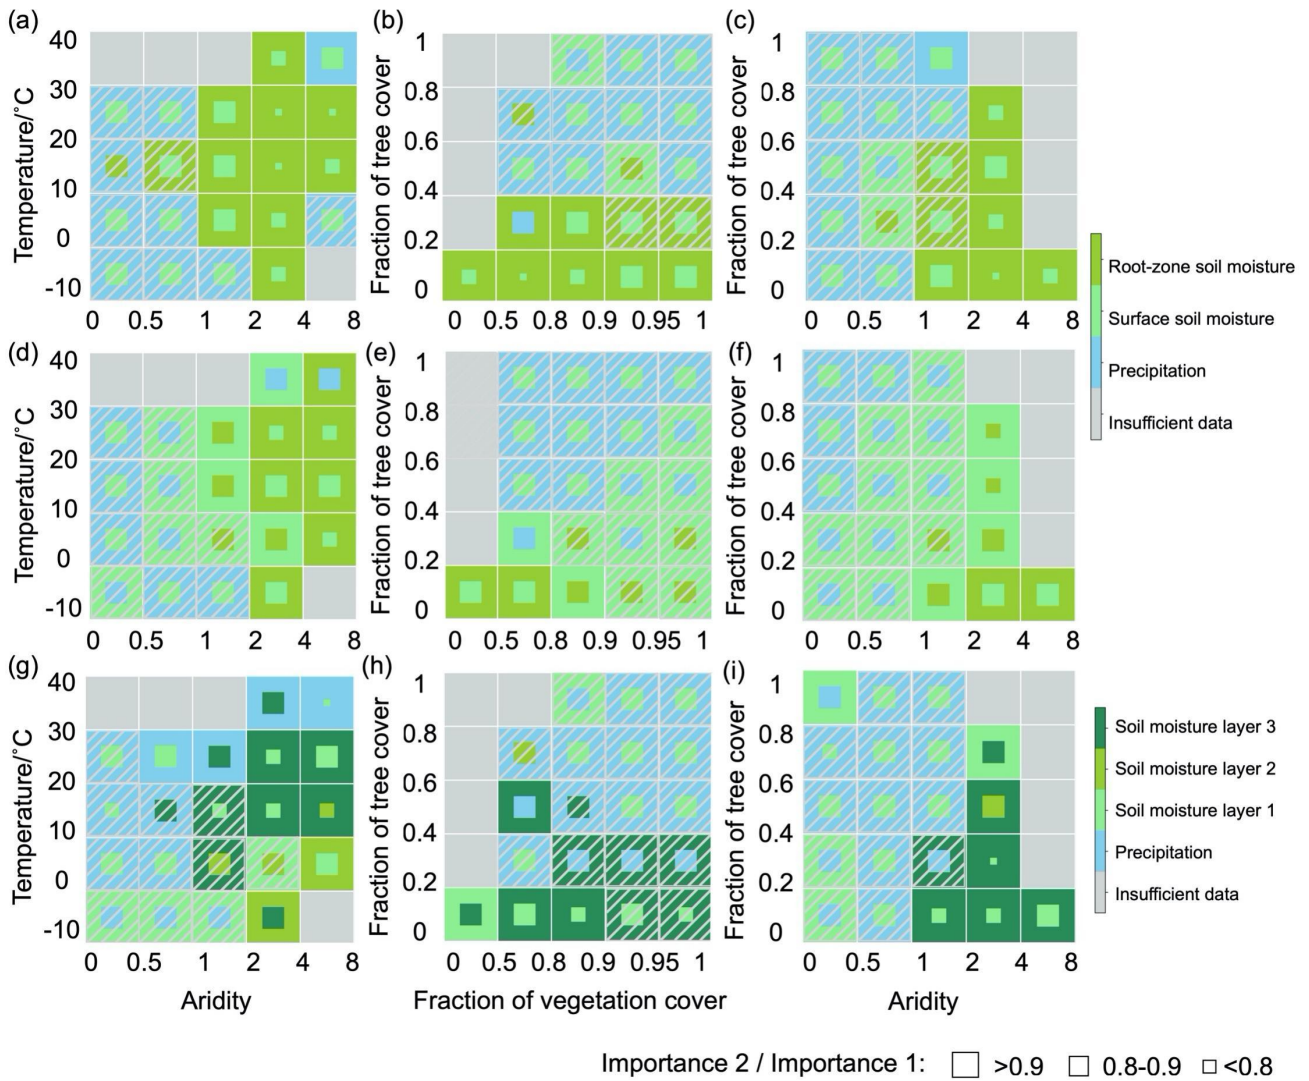 (a)
(b)
(c)
Temperature/°C
40
30
20
10
0
-10
0 0.5 1 2 4 8
Fraction of tree cover
1
0.8
0.6
0.4
0.2
0
0 0.5 0.8 0.9 0.95 1
Fraction of tree cover
1
0.8
0.6
0.4
0.2
0
0 0.5 1 2 4 8
Root-zone soil moisture
Surface soil moisture
Precipitation
Insufficient data
(d)
(e)
(f)
Temperature/°C
40
30
20
10
0
-10
0 0.5 1 2 4 8
Fraction of tree cover
1
0.8
0.6
0.4
0.2
0
0 0.5 0.8 0.9 0.95 1
Fraction of tree cover
1
0.8
0.6
0.4
0.2
0
0 0.5 1 2 4 8
(g)
(h)
(i)
Temperature/°C
40
30
20
10
0
-10
0 0.5 1 2 4 8
Aridity
Fraction of tree cover
1
0.8
0.6
0.4
0.2
0
0 0.5 0.8 0.9 0.95 1
Fraction of vegetation cover
Fraction of tree cover
1
0.8
0.6
0.4
0.2
0
0 0.5 1 2 4 8
Aridity
Soil moisture layer 3
Soil moisture layer 2
Soil moisture layer 1
Precipitation
Insufficient data
Importance 2 / Importance 1: >0.9 0.8-0.9 <0.8